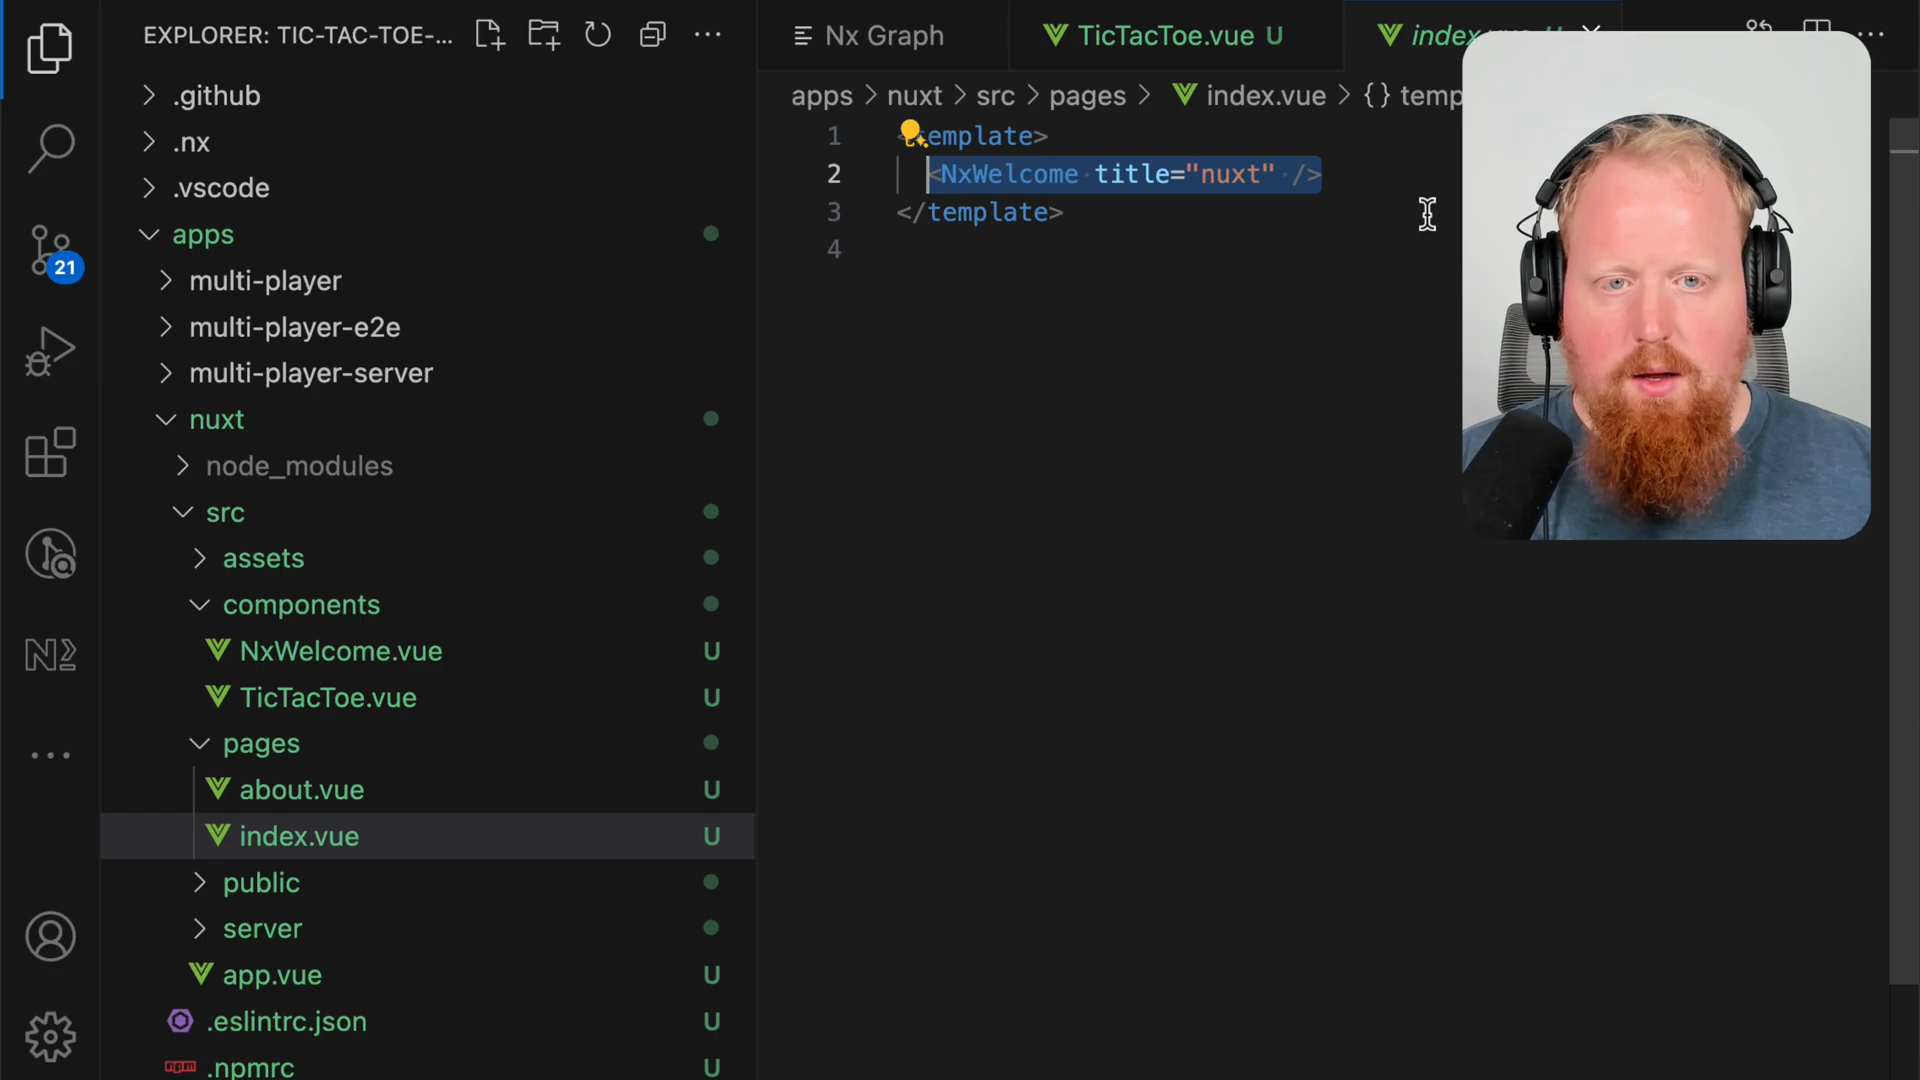 EXPLORER: TIC-TAC-TOE-...
.github
.nx
.vscode
apps
multi-player
multi-player-e2e
multi-player-server
nuxt
node_modules
src
assets
components
NxWelcome.vue U
TicTacToe.vue U
pages
about.vue U
index.vue U
public
server
app.vue U
.eslintrc.json U
.npmrc U
21
Nx Graph
TicTacToe.vue U
apps > nuxt > src > pages > index.vue > {} temp
1 emplate>
2 <NxWelcome title="nuxt" />
3 </template>
4